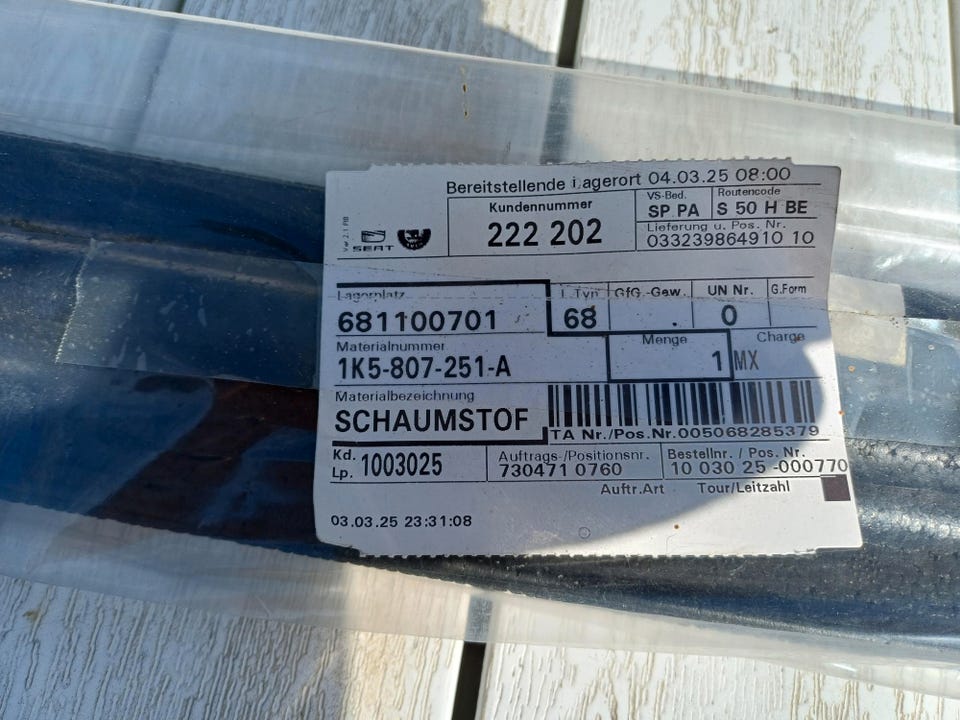 Bereitstellende Lagerort 04.03.25 08:00
Kundennummer
222 202
VS-Bed.
SP PA
Routencode
S 50 H BE
Lieferung u. Pos. Nr.
033239864910 10
SEAT
Lagerplatz
681100701
L.Typ
68
GfG.-Gew.
.
UN Nr.
0
G.Form
Materialnummer
1K5-807-251-A
Menge
1 MX
Charge
Materialbezeichnung
SCHAUMSTOF
TA Nr./Pos.Nr.005068285379
Kd.
Lp. 1003025
Auftrags-/Positionsnr.
730471 0760
Bestellnr. / Pos. Nr.
10 030 25 -000770
Auftr.Art
Tour/Leitzahl
03.03.25 23:31:08